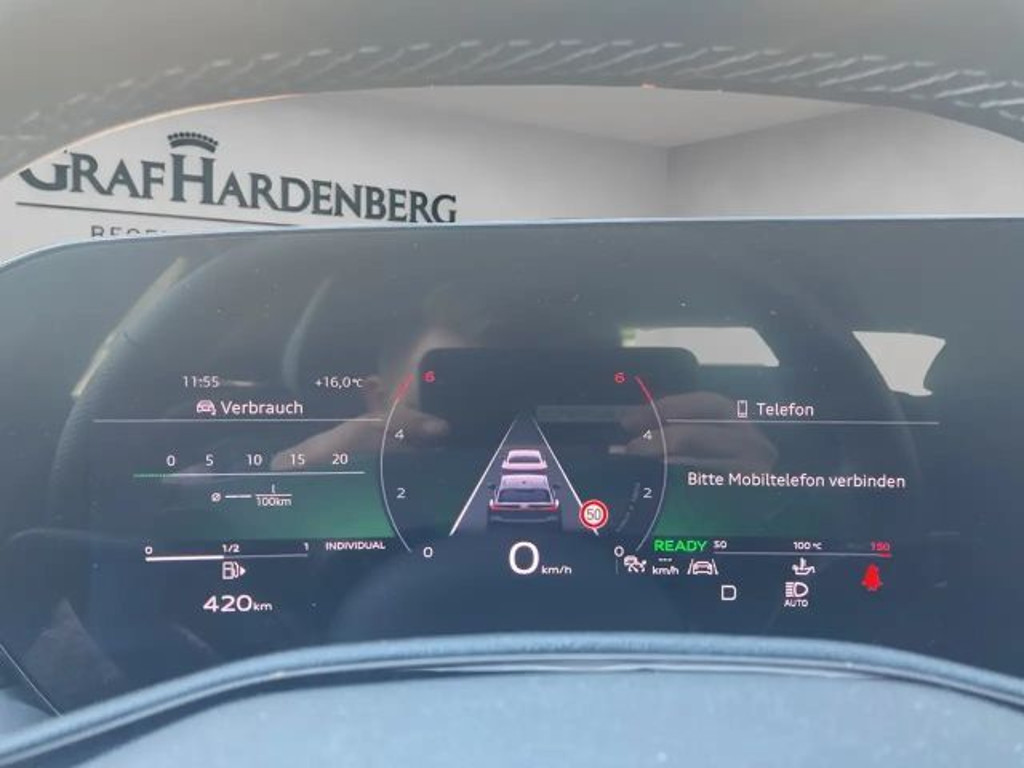 GRAFHARDENBERG
11:55 +16,0°C
Verbrauch
0 5 10 15 20
ø — l/100km
0 1/2 1 INDIVIDUAL
420 km
6 6
4 4
2 2
0 0
50
0 km/h
Telefon
Bitte Mobiltelefon verbinden
READY 50 100 °C 150
--- km/h
D
AUTO